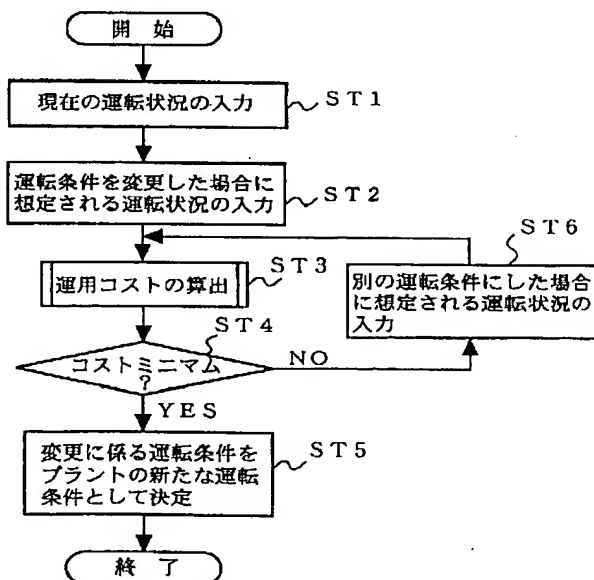 開 始
現在の運転状況の入力
ST1
運転条件を変更した場合に
想定される運転状況の入力
ST2
運用コストの算出
ST3
ST6
別の運転条件にした場合
に想定される運転状況の
入力
ST4
コストミニマム
?
NO
YES
変更に係る運転条件を
プラントの新たな運転
条件として決定
ST5
終 了